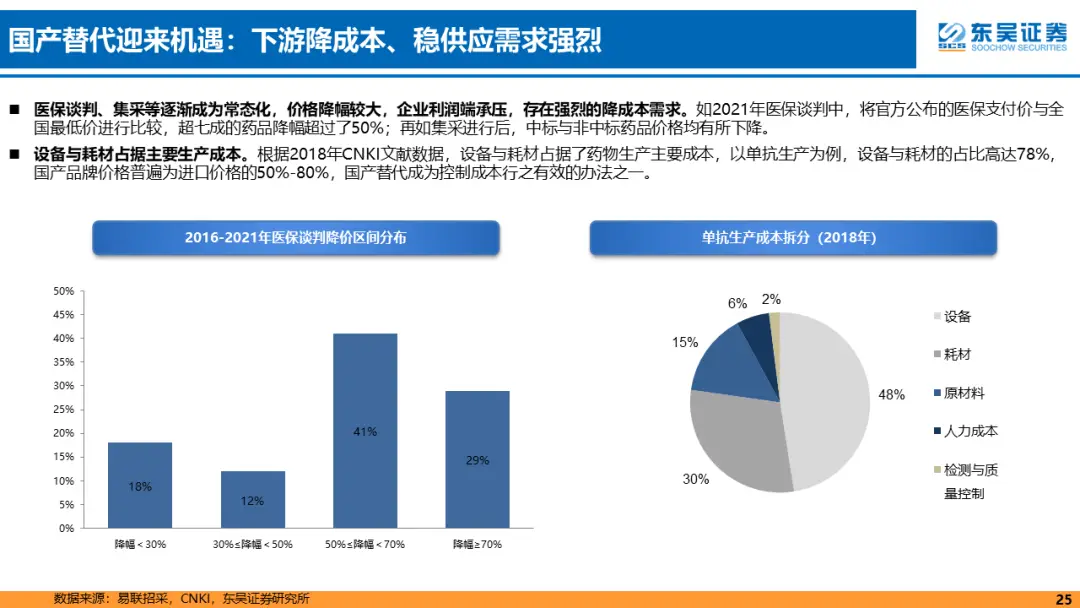 国产替代迎来机遇：下游降成本、稳供应需求强烈
东吴证券
SCS SOOCHOW SECURITIES
■ 医保谈判、集采等逐渐成为常态化，价格降幅较大，企业利润端承压，存在强烈的降成本需求。如2021年医保谈判中，将官方公布的医保支付价与全
国最低价进行比较，超七成的药品降幅超过了50%；再如集采进行后，中标与非中标药品价格均有所下降。
■ 设备与耗材占据主要生产成本。根据2018年CNKI文献数据，设备与耗材占据了药物生产主要成本，以单抗生产为例，设备与耗材的占比高达78%，
国产品牌价格普遍为进口价格的50%-80%，国产替代成为控制成本行之有效的办法之一。
2016-2021年医保谈判降价区间分布
50%
45%
40%
35%
30%
25%
20%
15%
10%
5%
0%
18%
12%
41%
29%
降幅＜30%
30%≤降幅＜50%
50%≤降幅＜70%
降幅≥70%
单抗生产成本拆分（2018年）
2%
6%
15%
30%
48%
设备
耗材
原材料
人力成本
检测与质
量控制
数据来源：易联招采，CNKI，东吴证券研究所
25